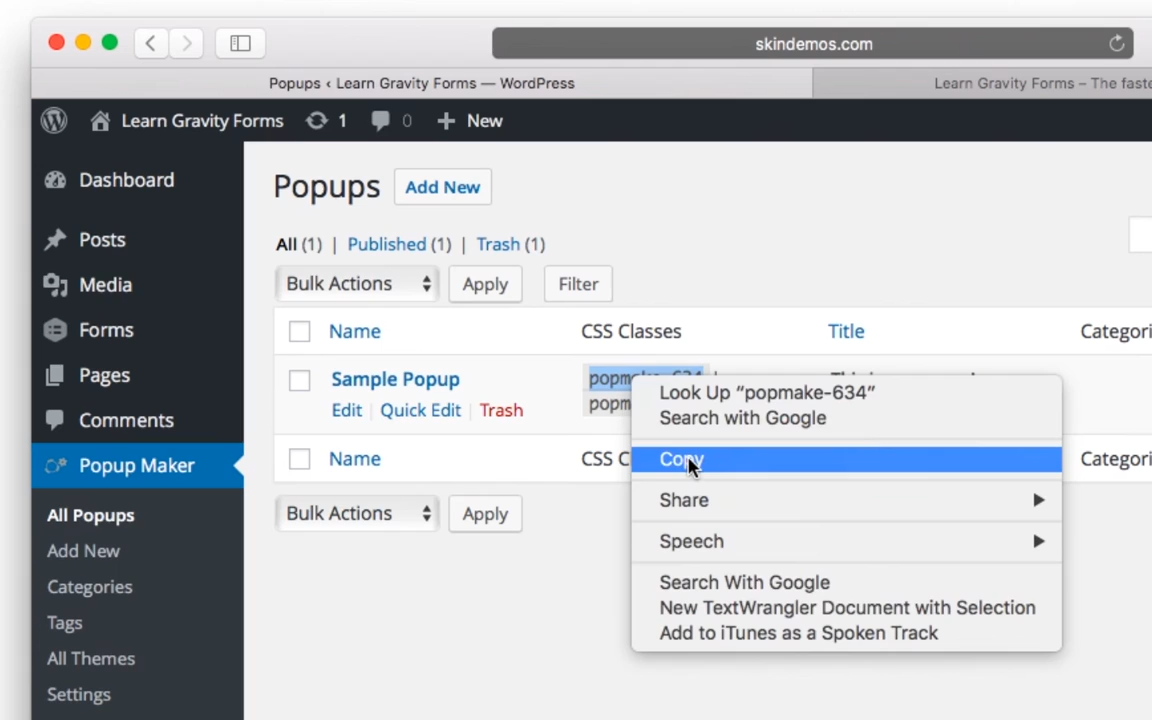 skindemos.com
Popups ‹ Learn Gravity Forms — WordPress
Learn Gravity Forms – The faste
Learn Gravity Forms 1 0 + New
Dashboard
Posts
Media
Forms
Pages
Comments
Popup Maker
All Popups
Add New
Categories
Tags
All Themes
Settings
Popups Add New
All (1) | Published (1) | Trash (1)
Bulk Actions Apply Filter
Name CSS Classes Title Categori
Sample Popup popmake-634
Edit | Quick Edit | Trash popm
Name CSS C Categori
Bulk Actions Apply
Look Up “popmake-634”
Search with Google
Copy
Share
Speech
Search With Google
New TextWrangler Document with Selection
Add to iTunes as a Spoken Track